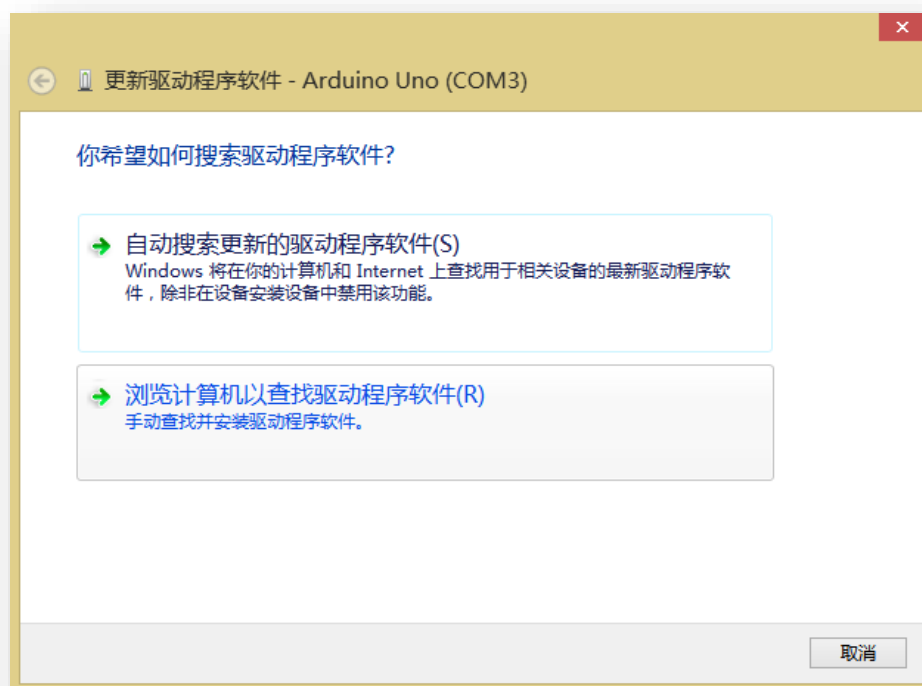 更新驱动程序软件 - Arduino Uno (COM3)
你希望如何搜索驱动程序软件?
自动搜索更新的驱动程序软件(S)
Windows 将在你的计算机和 Internet 上查找用于相关设备的最新驱动程序软
件，除非在设备安装设备中禁用该功能。
浏览计算机以查找驱动程序软件(R)
手动查找并安装驱动程序软件。
取消